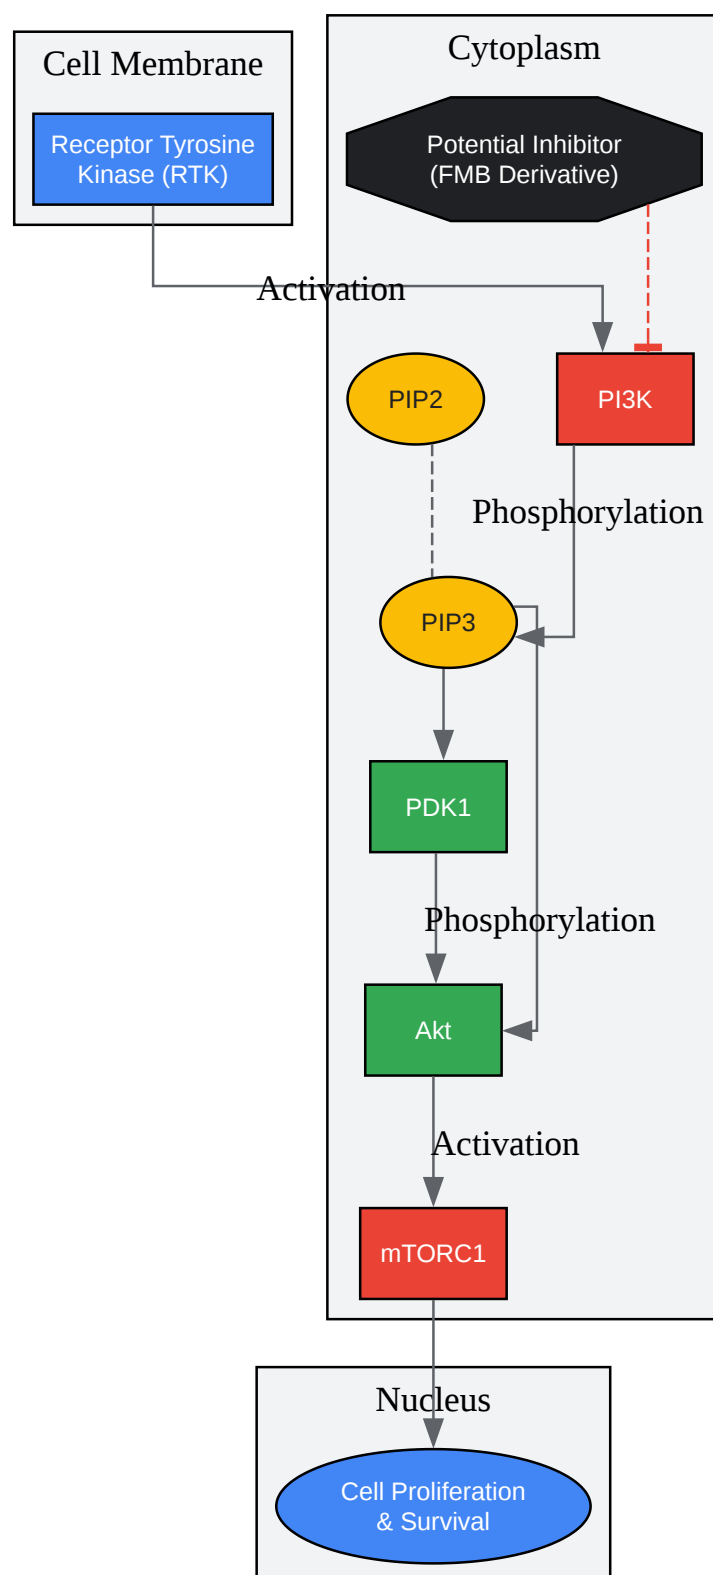 Cell Membrane
Cytoplasm
Receptor Tyrosine
Kinase (RTK)
Potential Inhibitor
(FMB Derivative)
Activation
PIP2
PI3K
Phosphorylation
PIP3
PDK1
Phosphorylation
Akt
Activation
mTORC1
Nucleus
Cell Proliferation
& Survival